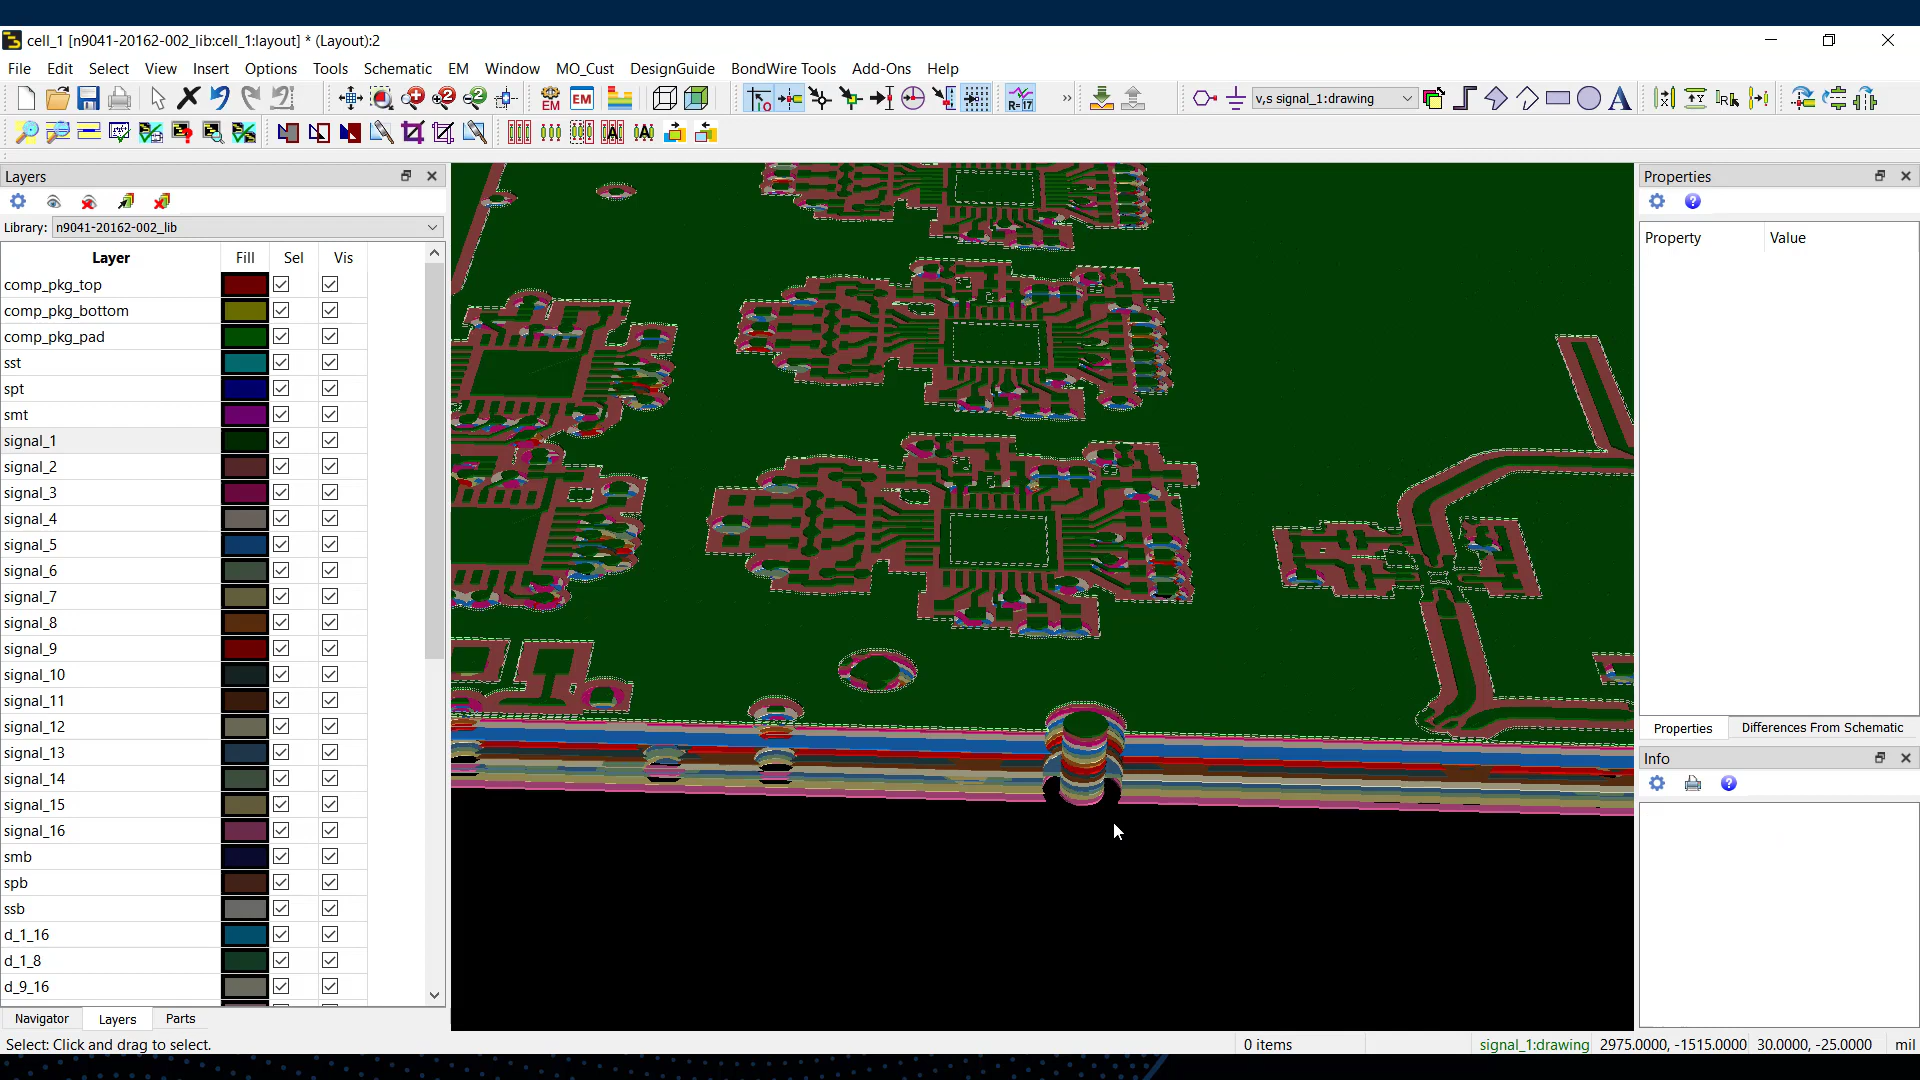 cell_1 [n9041-20162-002_lib:cell_1:layout] * (Layout):2
File Edit Select View Insert Options Tools Schematic EM Window MO_Cust DesignGuide BondWire Tools Add-Ons Help
EM EM R=17 v,s signal_1:drawing
Layers
Library: n9041-20162-002_lib
Layer Fill Sel Vis
comp_pkg_top
comp_pkg_bottom
comp_pkg_pad
sst
spt
smt
signal_1
signal_2
signal_3
signal_4
signal_5
signal_6
signal_7
signal_8
signal_9
signal_10
signal_11
signal_12
signal_13
signal_14
signal_15
signal_16
smb
spb
ssb
d_1_16
d_1_8
d_9_16
Navigator Layers Parts
Properties
Property Value
Properties Differences From Schematic
Info
Select: Click and drag to select.
0 items
signal_1:drawing 2975.0000, -1515.0000 30.0000, -25.0000 mil